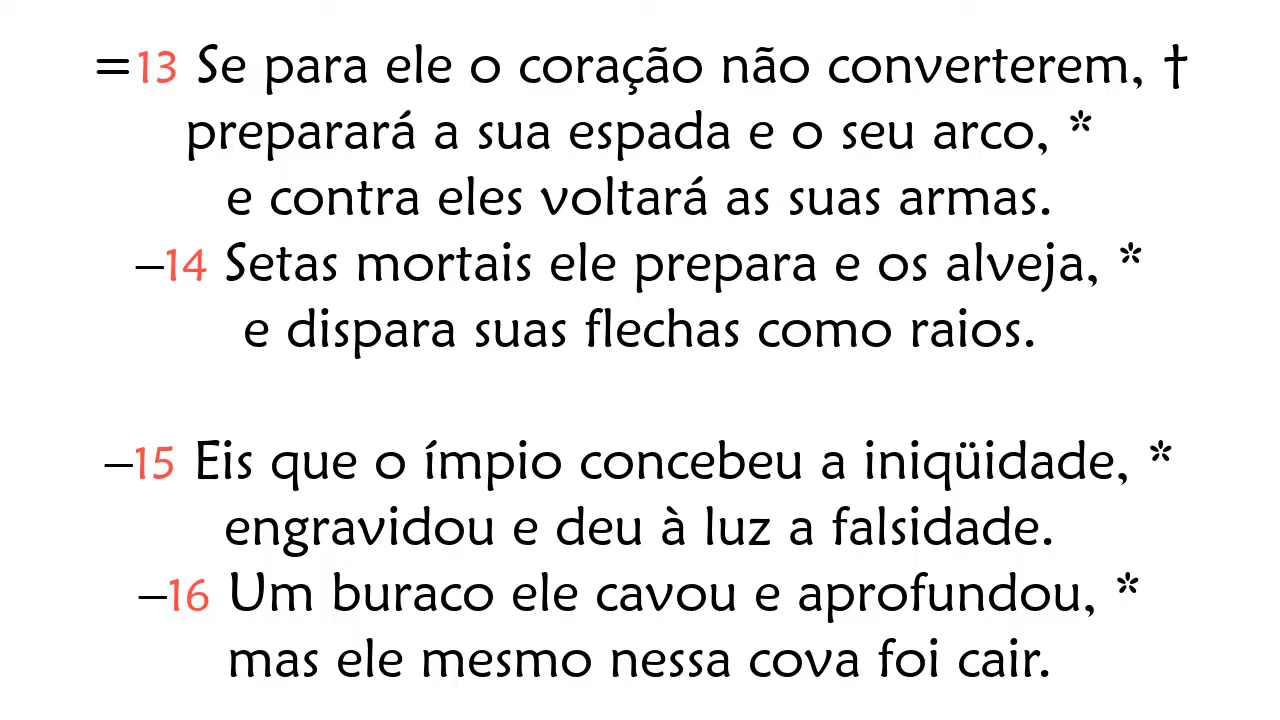 =13 Se para ele o coração não converterem, †
preparará a sua espada e o seu arco, *
e contra eles voltará as suas armas.
–14 Setas mortais ele prepara e os alveja, *
e dispara suas flechas como raios.
–15 Eis que o ímpio concebeu a iniqüidade, *
engravidou e deu à luz a falsidade.
–16 Um buraco ele cavou e aprofundou, *
mas ele mesmo nessa cova foi cair.